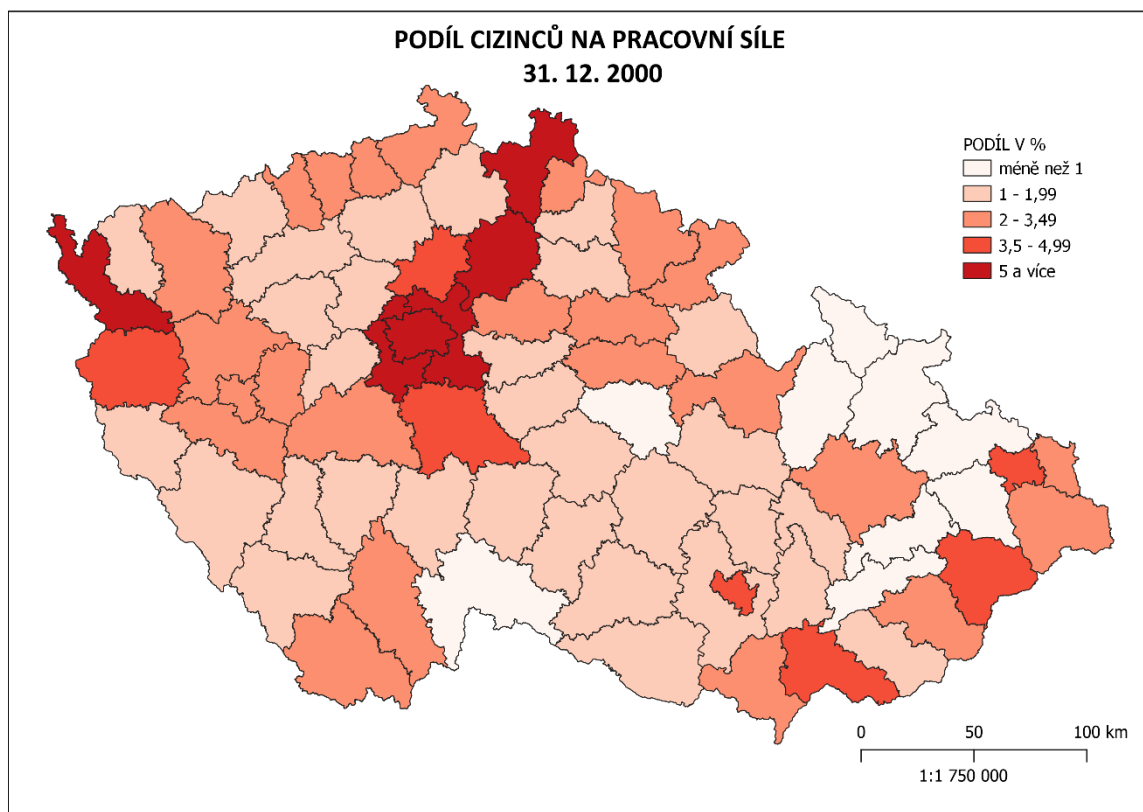 PODÍL CIZINCŮ NA PRACOVNÍ SÍLE
31. 12. 2000
PODÍL V %
méně než 1
1 - 1,99
2 - 3,49
3,5 - 4,99
5 a více
0 50 100 km
1:1 750 000